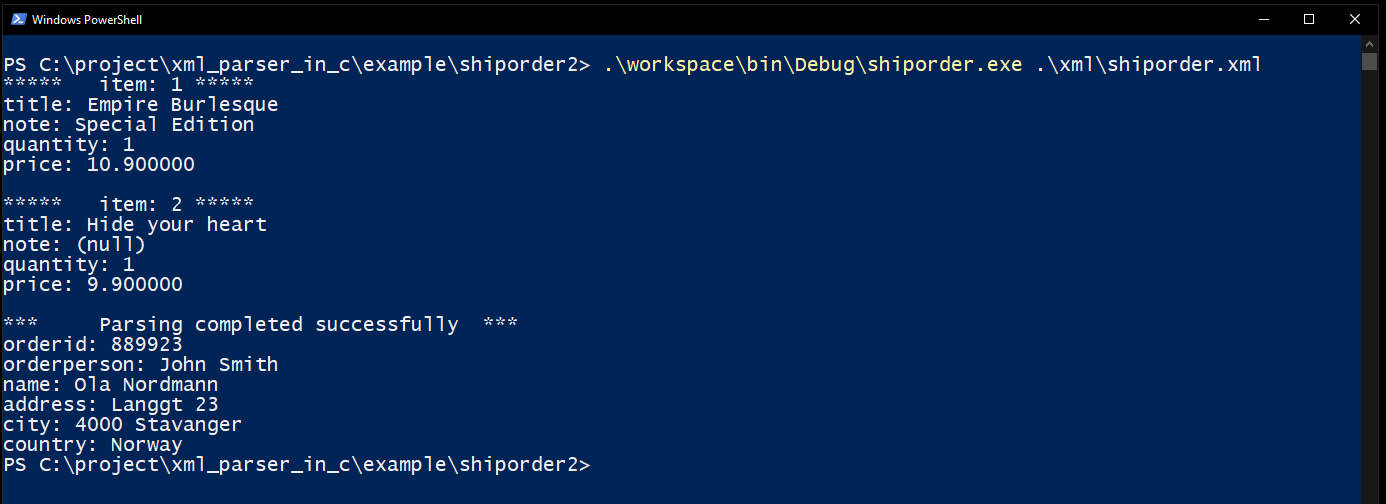 Windows PowerShell
PS C:\project\xml_parser_in_c\example\shiporder2> .\workspace\bin\Debug\shiporder.exe .\xml\shiporder.xml
*****   item: 1 *****
title: Empire Burlesque
note: Special Edition
quantity: 1
price: 10.900000
*****   item: 2 *****
title: Hide your heart
note: (null)
quantity: 1
price: 9.900000
***     Parsing completed successfully  ***
orderid: 889923
orderperson: John Smith
name: Ola Nordmann
address: Langgt 23
city: 4000 Stavanger
country: Norway
PS C:\project\xml_parser_in_c\example\shiporder2>